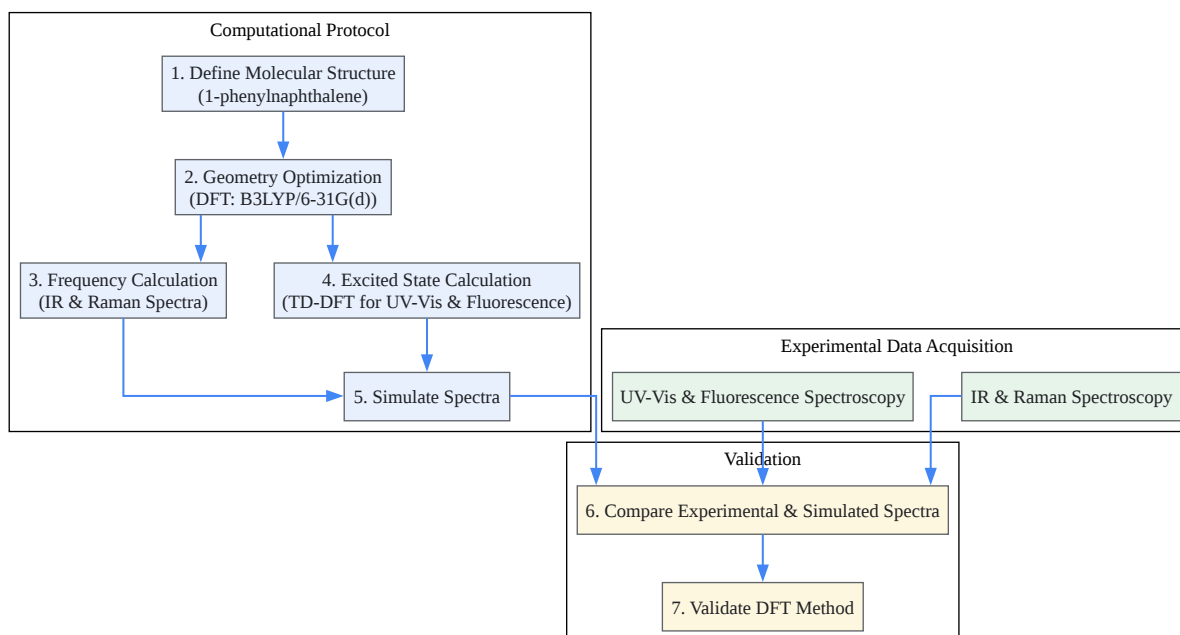 Computational Protocol
1. Define Molecular Structure
(1-phenylnaphthalene)
2. Geometry Optimization
(DFT: B3LYP/6-31G(d))
3. Frequency Calculation
(IR & Raman Spectra)
4. Excited State Calculation
(TD-DFT for UV-Vis & Fluorescence)
5. Simulate Spectra
Experimental Data Acquisition
UV-Vis & Fluorescence Spectroscopy
IR & Raman Spectroscopy
Validation
6. Compare Experimental & Simulated Spectra
7. Validate DFT Method